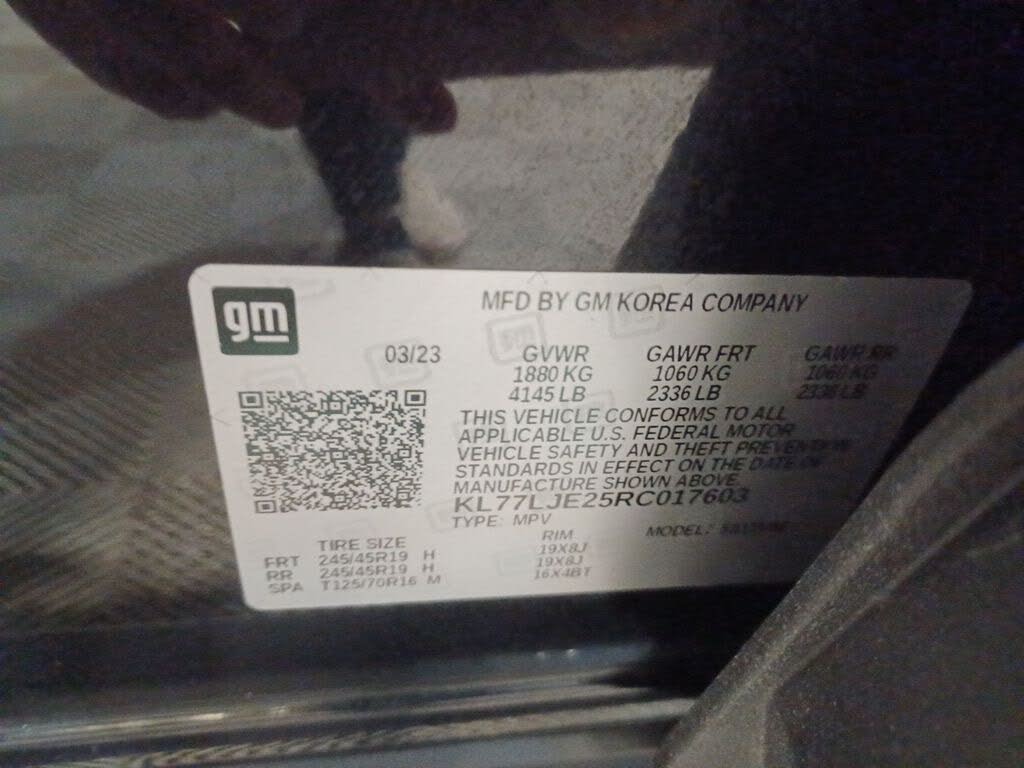 gm
MFD BY GM KOREA COMPANY
03/23 GVWR GAWR FRT GAWR RR
1880 KG 1060 KG 1060 KG
4145 LB 2336 LB 2336 LB
THIS VEHICLE CONFORMS TO ALL
APPLICABLE U.S. FEDERAL MOTOR
VEHICLE SAFETY AND THEFT PREVENTION
STANDARDS IN EFFECT ON THE DATE OF
MANUFACTURE SHOWN ABOVE.
KL77LJE25RC017603
TYPE: MPV MODEL:
TIRE SIZE RIM
FRT 245/45R19 H 19X8J
RR 245/45R19 H 19X8J
SPA T125/70R16 M 16X4BT